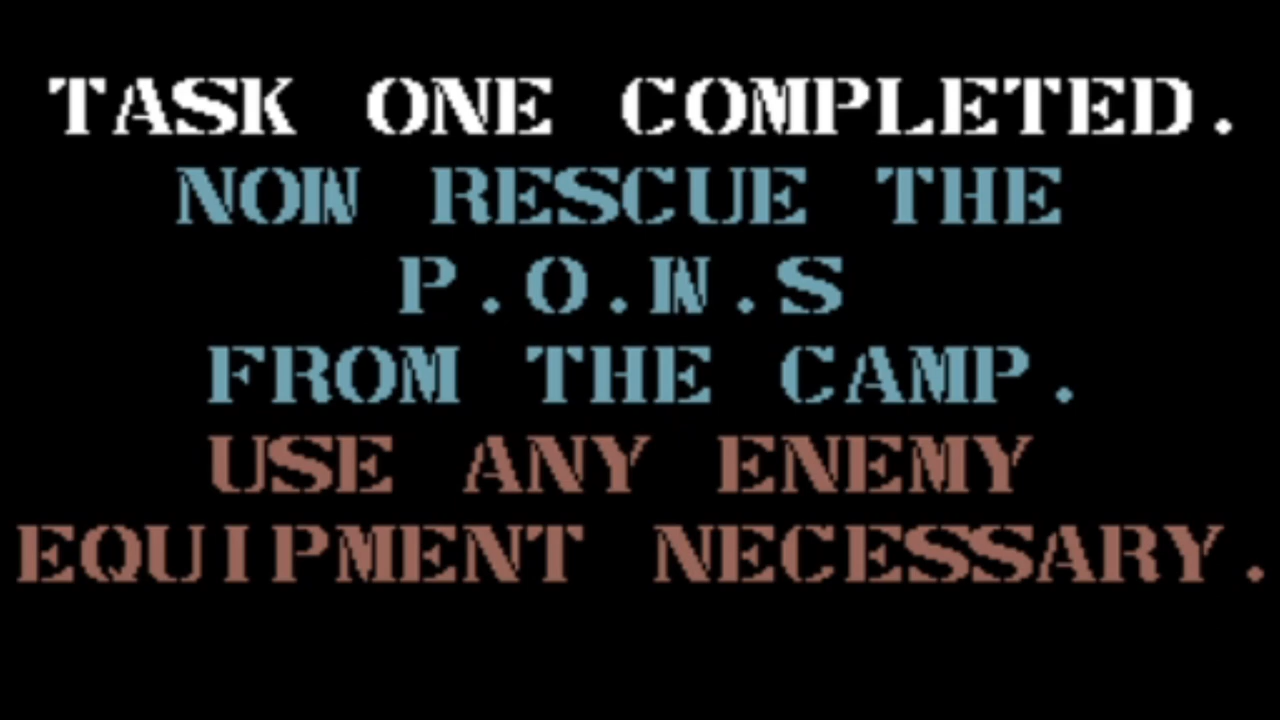 TASK ONE COMPLETED.
NOW RESCUE THE
P.O.W.S
FROM THE CAMP.
USE ANY ENEMY
EQUIPMENT NECESSARY.